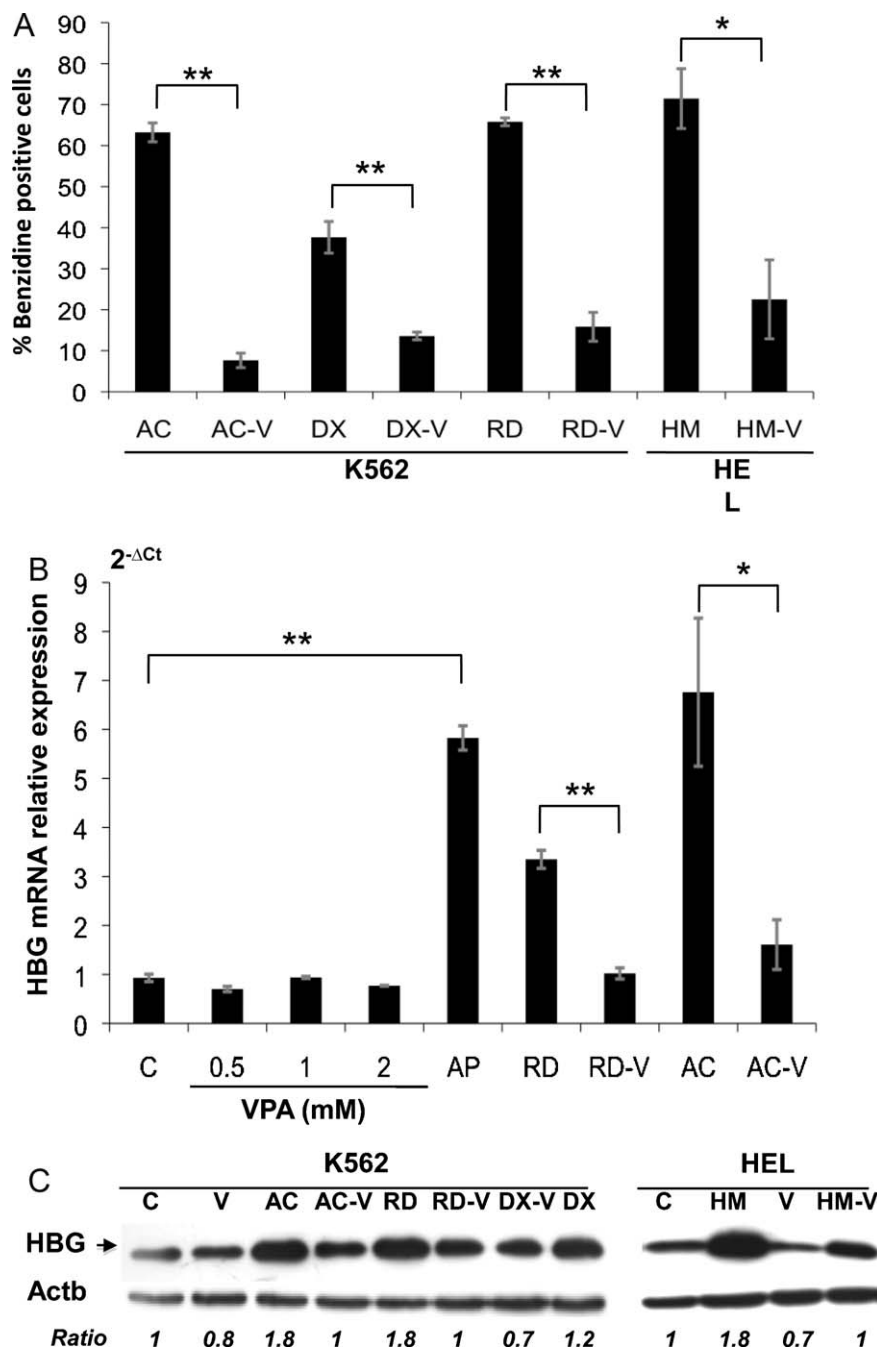 A
% Benzidine positive cells
90
80
70
60
50
40
30
20
10
0
**
**
**
*
AC AC-V DX DX-V RD RD-V HM HM-V
K562
HE
L
B
2-ΔCt
HBG mRNA relative expression
9
8
7
6
5
4
3
2
1
0
**
**
*
C 0.5 1 2 AP RD RD-V AC AC-V
VPA (mM)
C
K562 HEL
C V AC AC-V RD RD-V DX-V DX C HM V HM-V
HBG
Actb
Ratio 1 0.8 1.8 1 1.8 1 0.7 1.2 1 1.8 0.7 1